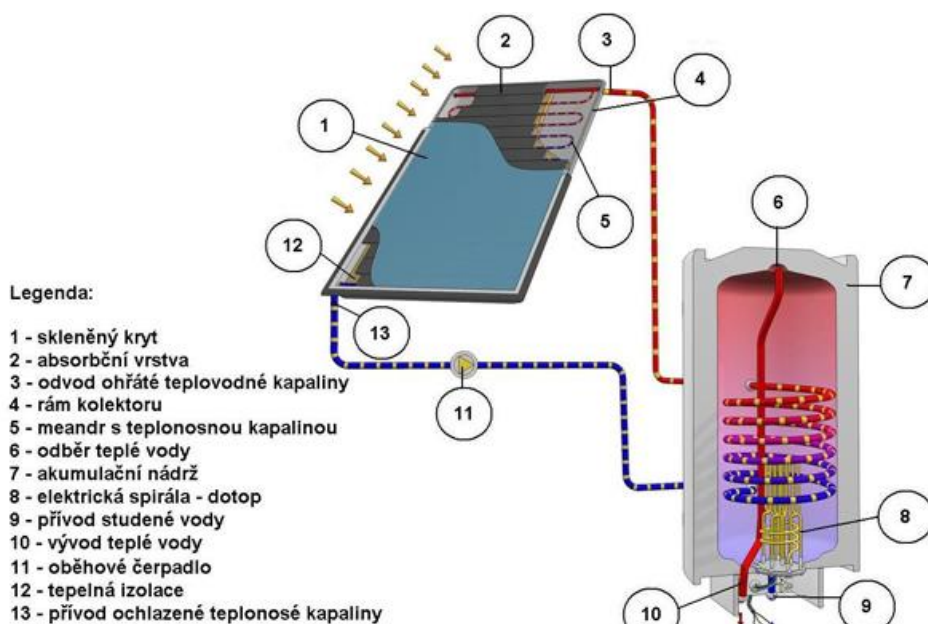 2
3
4
1
5
6
7
12
13
11
8
10
9
Legenda:
1 - skleněný kryt
2 - absorbční vrstva
3 - odvod ohřáté teplovodné kapaliny
4 - rám kolektoru
5 - meandr s teplonosnou kapalinou
6 - odběr teplé vody
7 - akumulační nádrž
8 - elektrická spirála - dotop
9 - přívod studené vody
10 - vývod teplé vody
11 - oběhové čerpadlo
12 - tepelná izolace
13 - přívod ochlazené teplonosé kapaliny